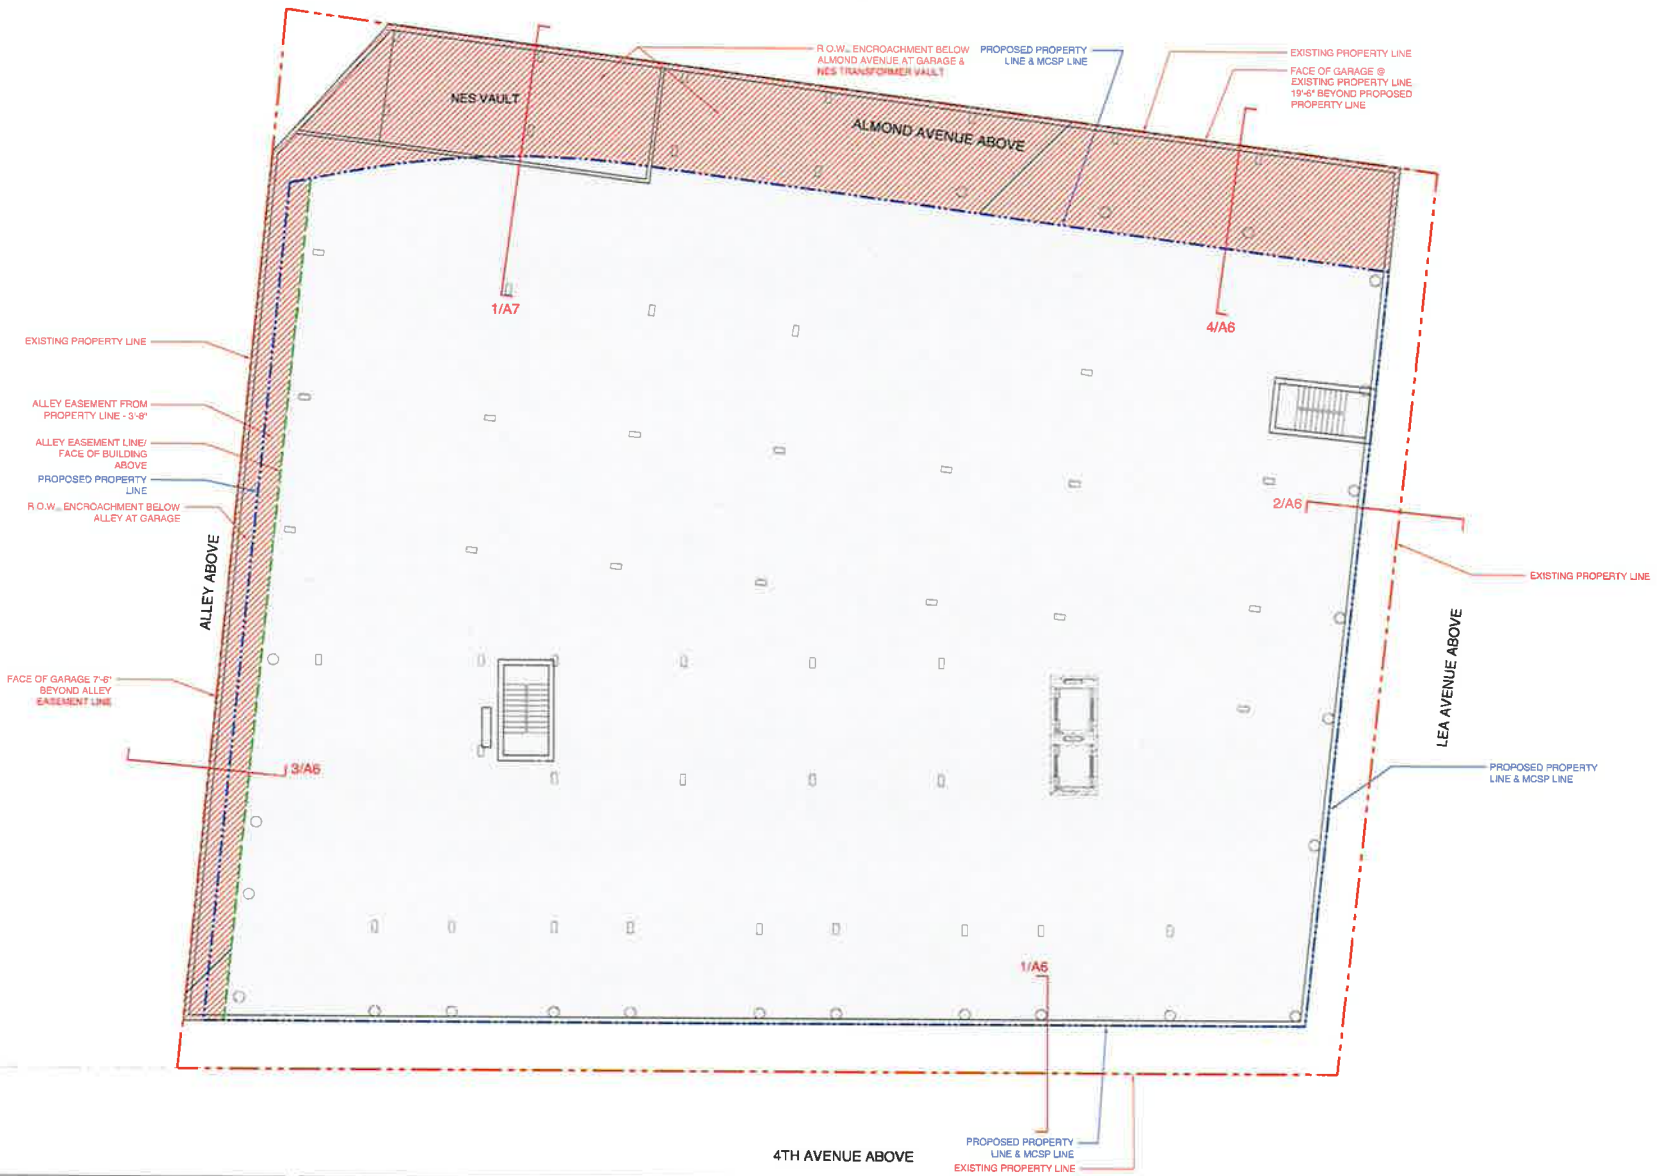 R.O.W. ENCROACHMENT BELOW
ALMOND AVENUE AT GARAGE &
NES TRANSFORMER VAULT
PROPOSED PROPERTY
LINE & MCSP LINE
EXISTING PROPERTY LINE
FACE OF GARAGE @
EXISTING PROPERTY LINE
19'-6" BEYOND PROPOSED
PROPERTY LINE
NES VAULT
ALMOND AVENUE ABOVE
1/A7
4/A6
EXISTING PROPERTY LINE
ALLEY EASEMENT FROM
PROPERTY LINE - 3'-8"
ALLEY EASEMENT LINE/
FACE OF BUILDING
ABOVE
PROPOSED PROPERTY
LINE
R.O.W. ENCROACHMENT BELOW
ALLEY AT GARAGE
ALLEY ABOVE
2/A6
EXISTING PROPERTY LINE
LEA AVENUE ABOVE
FACE OF GARAGE 7'-6"
BEYOND ALLEY
EASEMENT LINE
3/A6
PROPOSED PROPERTY
LINE & MCSP LINE
1/A6
4TH AVENUE ABOVE
PROPOSED PROPERTY
LINE & MCSP LINE
EXISTING PROPERTY LINE